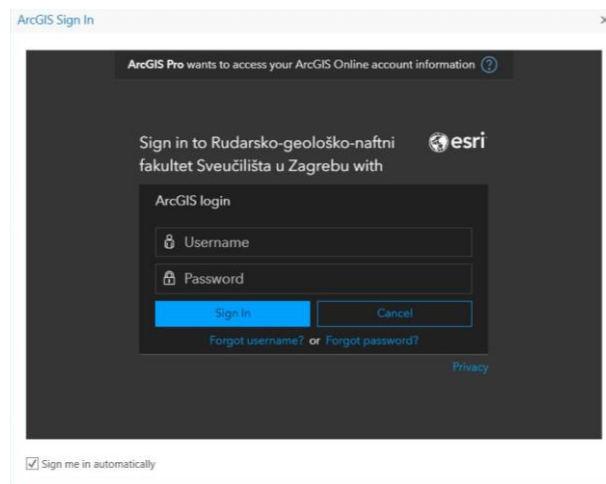 ArcGIS Sign In
ArcGIS Pro wants to access your ArcGIS Online account information ?
Sign in to Rudarsko-geološko-naftni
fakultet Sveučilišta u Zagrebu with
esri
ArcGIS login
Username
Password
Sign In Cancel
Forgot username? or Forgot password?
Privacy
Sign me in automatically